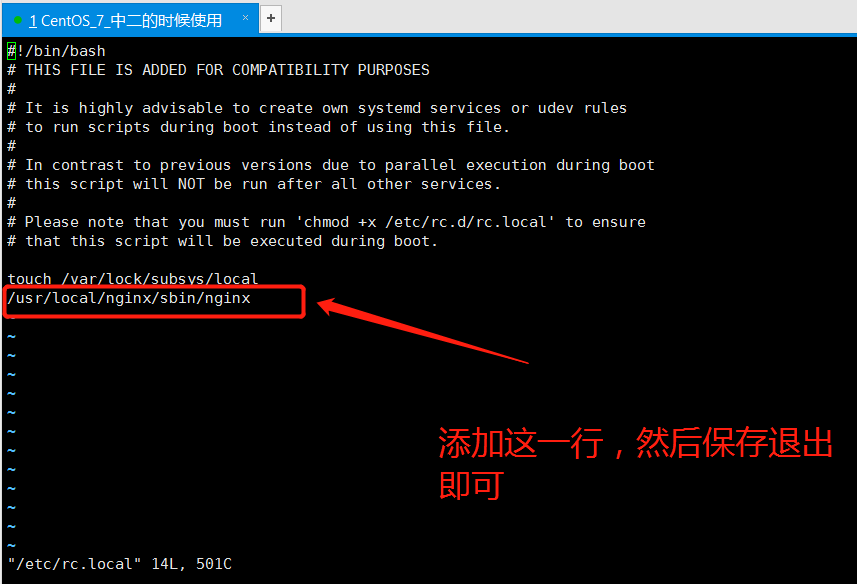 1 CentOS_7_中二的时候使用 × +
#!/bin/bash
# THIS FILE IS ADDED FOR COMPATIBILITY PURPOSES
#
# It is highly advisable to create own systemd services or udev rules
# to run scripts during boot instead of using this file.
#
# In contrast to previous versions due to parallel execution during boot
# this script will NOT be run after all other services.
#
# Please note that you must run 'chmod +x /etc/rc.d/rc.local' to ensure
# that this script will be executed during boot.
touch /var/lock/subsys/local
/usr/local/nginx/sbin/nginx
~
~
~
~
~
~
~
~
~
~
~
~
~
添加这一行，然后保存退出
即可
"/etc/rc.local" 14L, 501C